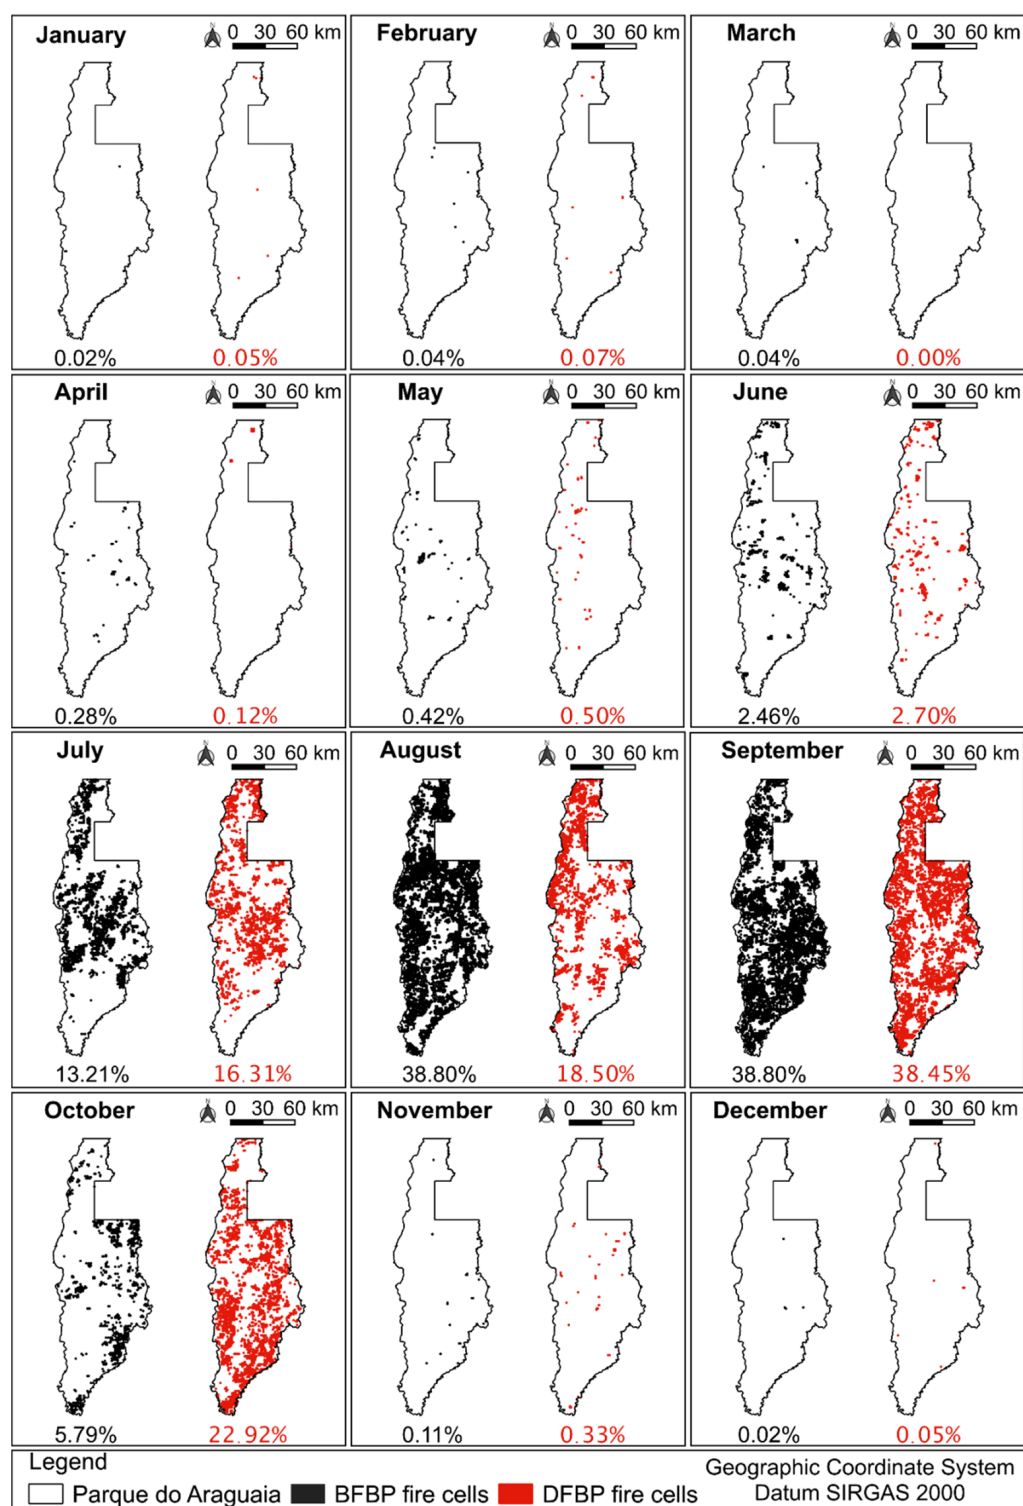 January 0 30 60 km
0.02% 0.05%
February 0 30 60 km
0.04% 0.07%
March 0 30 60 km
0.04% 0.00%
April 0 30 60 km
0.28% 0.12%
May 0 30 60 km
0.42% 0.50%
June 0 30 60 km
2.46% 2.70%
July 0 30 60 km
13.21% 16.31%
August 0 30 60 km
38.80% 18.50%
September 0 30 60 km
38.80% 38.45%
October 0 30 60 km
5.79% 22.92%
November 0 30 60 km
0.11% 0.33%
December 0 30 60 km
0.02% 0.05%
Legend
Parque do Araguaia BFBP fire cells DFBP fire cells
Geographic Coordinate System
Datum SIRGAS 2000